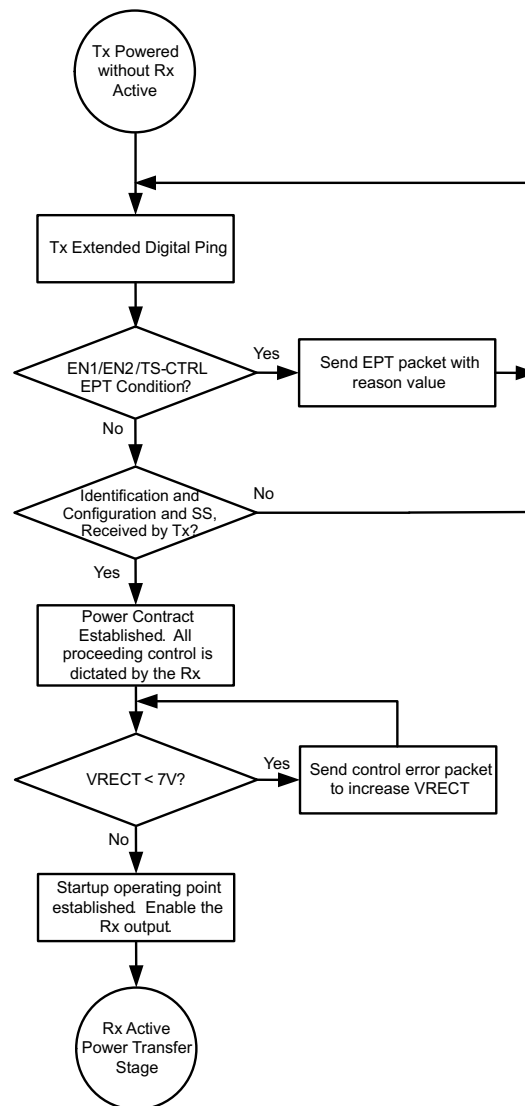 Tx Powered
without Rx
Active
Tx Extended Digital Ping
EN1/EN2/TS-CTRL
EPT Condition?
Yes
Send EPT packet with
reason value
No
Identification and
Configuration and SS,
Received by Tx?
No
Yes
Power Contract
Established. All
proceeding control is
dictated by the Rx
VRECT < 7V?
Yes
Send control error packet
to increase VRECT
No
Startup operating point
established. Enable the
Rx output.
Rx Active
Power Transfer
Stage